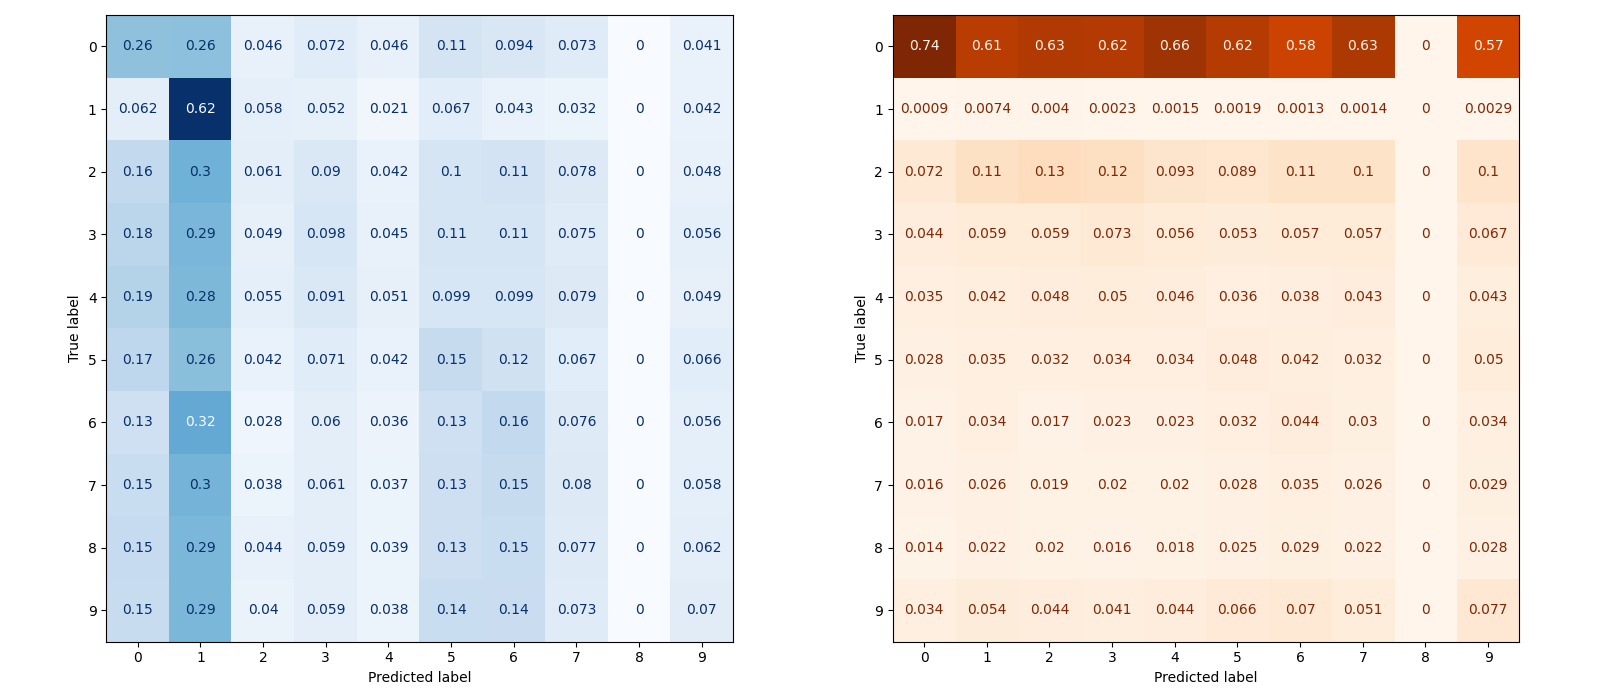 0 0.26 0.26 0.046 0.072 0.046 0.11 0.094 0.073 0 0.041
1 0.062 0.62 0.058 0.052 0.021 0.067 0.043 0.032 0 0.042
2 0.16 0.3 0.061 0.09 0.042 0.1 0.11 0.078 0 0.048
3 0.18 0.29 0.049 0.098 0.045 0.11 0.11 0.075 0 0.056
4 0.19 0.28 0.055 0.091 0.051 0.099 0.099 0.079 0 0.049
5 0.17 0.26 0.042 0.071 0.042 0.15 0.12 0.067 0 0.066
6 0.13 0.32 0.028 0.06 0.036 0.13 0.16 0.076 0 0.056
7 0.15 0.3 0.038 0.061 0.037 0.13 0.15 0.08 0 0.058
8 0.15 0.29 0.044 0.059 0.039 0.13 0.15 0.077 0 0.062
9 0.15 0.29 0.04 0.059 0.038 0.14 0.14 0.073 0 0.07
0 1 2 3 4 5 6 7 8 9
True label
Predicted label
0 0.74 0.61 0.63 0.62 0.66 0.62 0.58 0.63 0 0.57
1 0.0009 0.0074 0.004 0.0023 0.0015 0.0019 0.0013 0.0014 0 0.0029
2 0.072 0.11 0.13 0.12 0.093 0.089 0.11 0.1 0 0.1
3 0.044 0.059 0.059 0.073 0.056 0.053 0.057 0.057 0 0.067
4 0.035 0.042 0.048 0.05 0.046 0.036 0.038 0.043 0 0.043
5 0.028 0.035 0.032 0.034 0.034 0.048 0.042 0.032 0 0.05
6 0.017 0.034 0.017 0.023 0.023 0.032 0.044 0.03 0 0.034
7 0.016 0.026 0.019 0.02 0.02 0.028 0.035 0.026 0 0.029
8 0.014 0.022 0.02 0.016 0.018 0.025 0.029 0.022 0 0.028
9 0.034 0.054 0.044 0.041 0.044 0.066 0.07 0.051 0 0.077
0 1 2 3 4 5 6 7 8 9
True label
Predicted label